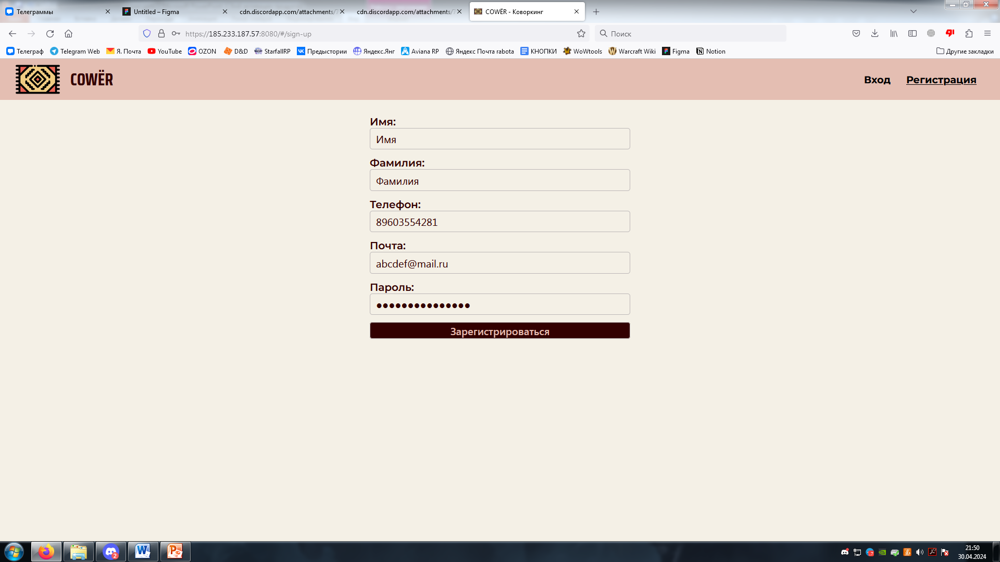 Телеграммы
Untitled – Figma
cdn.discordapp.com/attachments/7
cdn.discordapp.com/attachments/7
COWЁR - Коворкинг
https://185.233.187.57:8080/#/sign-up
Поиск
Телеграф
Telegram Web
Я. Почта
YouTube
OZON
D&D
StarfallRP
Предыстории
Яндекс.Янг
Aviana RP
Яндекс Почта rabota
КНОПКИ
WoWtools
Warcraft Wiki
Figma
Notion
Другие закладки
COWЁR
Вход
Регистрация
Имя:
Имя
Фамилия:
Фамилия
Телефон:
89603554281
Почта:
abcdef@mail.ru
Пароль:
●●●●●●●●●●●●●●●
Зарегистрироваться
2
21:50
30.04.2024